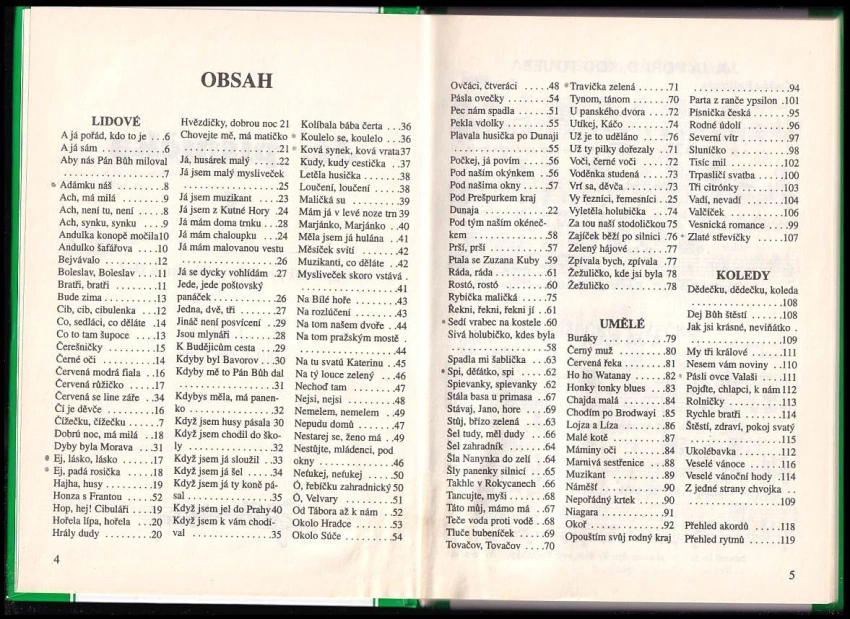 OBSAH
LIDOVÉ
A já pořád, kdo to je . . .6
A já sám . . . . . . . . . . . .6
Aby nás Pán Bůh miloval
. . . . . . . . . . . . . . . . . . .7
Adámku náš . . . . . . . . .8
Ach, má milá . . . . . . . .9
Ach, není tu, není . . . . .8
Ach, synku, synku . . . .9
Andulka konopě močila10
Andulko šafářova . . . .10
Bejvávalo . . . . . . . . . .12
Boleslav, Boleslav . . . .11
Bratři, bratři . . . . . . . .11
Bude zima . . . . . . . . .13
Cib, cib, cibulenka . . .12
Co, sedláci, co děláte .14
Co to tam šupoce . . . .13
Čerešničky . . . . . . . . .15
Černé oči . . . . . . . . . .14
Červená modrá fiala . .16
Červená růžičko . . . . .17
Červená se line záře . .34
Čí je děvče . . . . . . . . .16
Čížečku, čížečku . . . . .7
Dobrú noc, má milá . .18
Dyby byla Morava . . .31
Ej, lásko, lásko . . . . . .17
Ej, padá rosička . . . . .18
Hajha, husy . . . . . . . .19
Honza s Frantou . . . . .52
Hop, hej! Cibuláři . . . .19
Hořela lípa, hořela . . .20
Hrály dudy . . . . . . . . .20
Hvězdičky, dobrou noc 21
Chovejte mě, má matičko
. . . . . . . . . . . . . . . . . .21
Já, husárek malý . . . . .22
Já jsem malý mysliveček
. . . . . . . . . . . . . . . . . .25
Já jsem muzikant . . . .23
Já jsem z Kutné Hory .24
Já mám doma trnku . . .28
Já mám chaloupku . . .24
Já mám malovanou vestu
. . . . . . . . . . . . . . . . . .26
Já se dycky vohlídám .27
Jede, jede poštovský
panáček . . . . . . . . . . .26
Jedna, dvě, tři . . . . . . .27
Jináč není posvícení . .29
Jsou mlynáři . . . . . . . .28
K Budějicům cesta . . .29
Kdyby byl Bavorov . . .30
Kdyby mě to Pán Bůh dal
. . . . . . . . . . . . . . . . . .31
Kdybys měla, má panen-
ko . . . . . . . . . . . . . . . .32
Když jsem husy pásala 30
Když jsem chodil do ško-
ly . . . . . . . . . . . . . . . .32
Když jsem já sloužil . .33
Když jsem já šel . . . . .34
Když jsem já ty koně pá-
sal . . . . . . . . . . . . . . . .35
Když jsem jel do Prahy40
Když jsem k vám chodí-
val . . . . . . . . . . . . . . . .35
Kolíbala bába čerta . . .36
Koulelo se, koulelo . . .36
Ková synek, ková vrata37
Kudy, kudy cestička . .37
Letěla husička . . . . . . .38
Loučení, loučení . . . . .38
Maličká su . . . . . . . . . .39
Mám já v levé noze trn 39
Marjánko, Marjánko . .40
Měla jsem já hulána . .41
Měsíček svítí . . . . . . .42
Muzikanti, co děláte . .42
Mysliveček skoro vstává .
. . . . . . . . . . . . . . . . . .41
Na Bílé hoře . . . . . . . .43
Na rozlučení . . . . . . . .43
Na tom našem dvoře . .44
Na tom pražským mostě
. . . . . . . . . . . . . . . . . .44
Na tu svatú Katerinu . .45
Na tý louce zelený . . .46
Nechoď tam . . . . . . . .47
Nejsi, nejsi . . . . . . . . .48
Nemelem, nemelem . .49
Nepudu domů . . . . . . .47
Nestarej se, ženo má . .49
Nestůjte, mládenci, pod
okny . . . . . . . . . . . . . .46
Neťukej, neťukej . . . . .50
Ó, řebíčku zahradnický 50
Ó, Velvary . . . . . . . . . .51
Od Tábora až k nám . .52
Okolo Hradce . . . . . . .53
Okolo Súče . . . . . . . . .54
4
Ovčáci, čtveráci . . . . .48
Pásla ovečky . . . . . . . .54
Pec nám spadla . . . . . .51
Pekla vdolky . . . . . . . .55
Plavala husička po Dunaji
. . . . . . . . . . . . . . . . . .55
Počkej, já povím . . . . .56
Pod naším okýnkem . .56
Pod našima okny . . . . .57
Pod Prešpurkem kraj
Dunaja . . . . . . . . . . . .22
Pod tým naším okéneč-
kem . . . . . . . . . . . . . .58
Prší, prší . . . . . . . . . . .57
Ptala se Zuzana Kuby .59
Ráda, ráda . . . . . . . . . .61
Rostó, rostó . . . . . . . .60
Rybička maličká . . . . .75
Řekni, řekni, řekni jí . .61
Sedí vrabec na kostele .60
Sivá holubičko, kdes byla
. . . . . . . . . . . . . . . . . .58
Spadla mi šablička . . .63
Spi, děťátko, spi . . . . .62
Spievanky, spievanky .62
Stála basa u primasa . .67
Stávaj, Jano, hore . . . .69
Stůj, břízo zelená . . . .63
Šel tudy, měl dudy . . .66
Šel zahradník . . . . . . .64
Šla Nanynka do zelí . .64
Šly panenky silnicí . . .65
Takhle v Rokycanech .66
Tancujte, myši . . . . . . .68
Táto můj, mámo má . .67
Teče voda proti vodě . .68
Tluče bubeníček . . . . .69
Tovačov, Tovačov . . . .70
Travička zelená . . . . . .71
Tynom, tánom . . . . . . .70
U panského dvora . . . .72
Utíkej, Káčo . . . . . . . .74
Už je to uděláno . . . . .76
Už ty pilky dořezaly . .71
Voči, černé voči . . . . .72
Voděnka studená . . . . .73
Vrť sa, děvča . . . . . . . .73
Vy řezníci, řemesníci . .25
Vyletěla holubička . . .74
Za tou naší stodoličkou75
Zajíček běží po silnici .76
Zelený hájové . . . . . . .77
Zpívala bych, zpívala .77
Žežuličko, kde jsi byla 78
Žežuličko . . . . . . . . . .78
UMĚLÉ
Buráky . . . . . . . . . . . .79
Černý muž . . . . . . . . .80
Červená řeka . . . . . . . .81
Ho ho Watanay . . . . . .82
Honky tonky blues . . .83
Chajda malá . . . . . . . .84
Chodím po Brodwayi .85
Lojza a Líza . . . . . . . .86
Malé kotě . . . . . . . . . .87
Máminy oči . . . . . . . . .84
Marnivá sestřenice . . .88
Muzikant . . . . . . . . . .89
Náměšť . . . . . . . . . . . .90
Nepořádný krtek . . . . .90
Niagara . . . . . . . . . . . .91
Okoř . . . . . . . . . . . . . .92
Opouštím svůj rodný kraj
. . . . . . . . . . . . . . . . . .94
Parta z ranče ypsilon .101
Písnička česká . . . . . . .95
Rodné údolí . . . . . . . .96
Severní vítr . . . . . . . . .97
Sluníčko . . . . . . . . . . .98
Tisíc mil . . . . . . . . . .102
Trpasličí svatba . . . . .100
Tri citrónky . . . . . . . .103
Vadí, nevadí . . . . . . .104
Valčíček . . . . . . . . . .106
Vesnická romance . . . .99
Zlaté střevíčky . . . . . .107
KOLEDY
Dědečku, dědečku, koleda
. . . . . . . . . . . . . . . . .108
Dej Bůh štěstí . . . . . .108
Jak jsi krásné, neviňátko .
. . . . . . . . . . . . . . . . .109
My tři králové . . . . . .111
Nesem vám noviny . .110
Pásli ovce Valaši . . . .111
Pojďte, chlapci, k nám 112
Rolničky . . . . . . . . . .113
Rychle bratři . . . . . . .114
Štěstí, zdraví, pokoj svatý
. . . . . . . . . . . . . . . . .115
Ukolébavka . . . . . . . .112
Veselé vánoce . . . . . .116
Veselé vánoční hody .114
Z jedné strany chvojka . .
. . . . . . . . . . . . . . . . .109
Přehled akordů . . . . .118
Přehled rytmů . . . . . .119
5